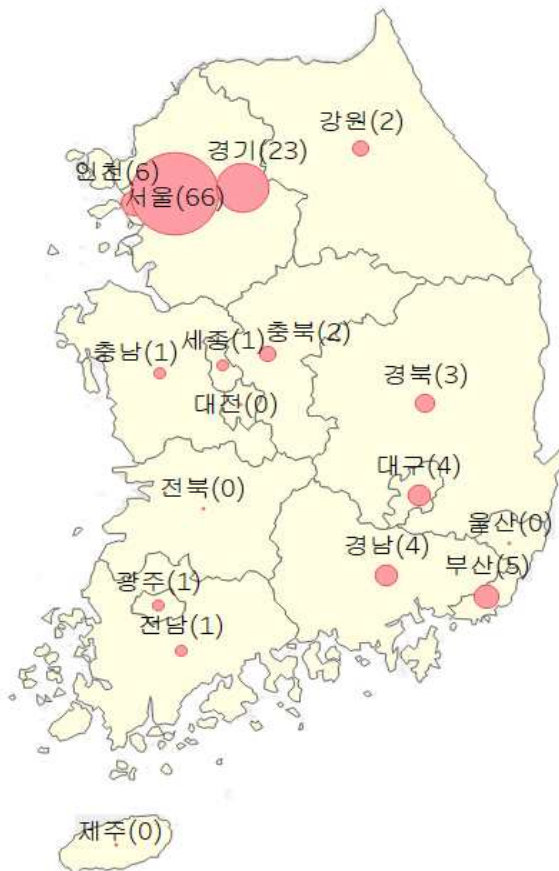 강원(2)
경기(23)
인천(6)
서울(66)
세종(1)
충북(2)
충남(1)
경북(3)
대전(0)
대구(4)
전북(0)
울산(0)
경남(4)
부산(5)
광주(1)
전남(1)
제주(0)